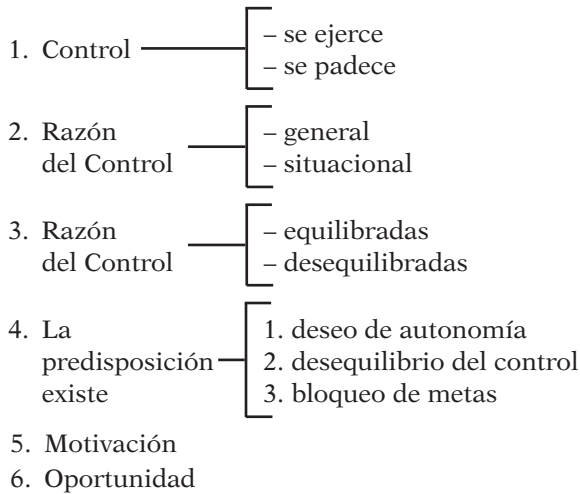 1. Control
– se ejerce
– se padece
2. Razón
del Control
– general
– situacional
3. Razón
del Control
– equilibradas
– desequilibradas
4. La
predisposición
existe
1. deseo de autonomía
2. desequilibrio del control
3. bloqueo de metas
5. Motivación
6. Oportunidad